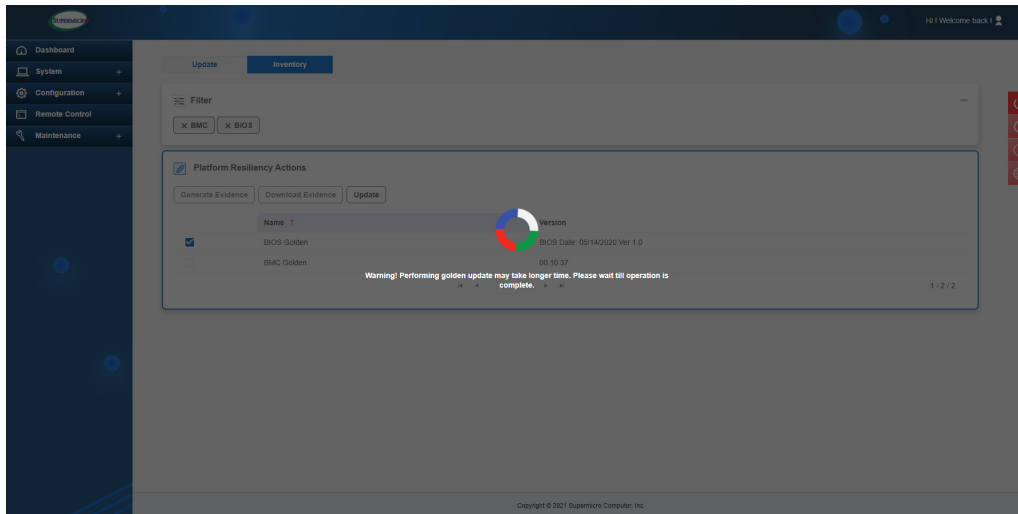 SUPERMICR
Hi ! Welcome back !
Dashboard
System +
Configuration +
Remote Control
Maintenance +
Update Inventory
Filter
× BMC × BIOS
Platform Resiliency Actions
Generate Evidence Download Evidence Update
Name ↑ Version
BIOS Golden BIOS Date: 05/14/2020 Ver 1.0
BMC Golden 00.10.37
Warning! Performing golden update may take longer time. Please wait till operation is
complete.
1 - 2 / 2
Copyright © 2021 Supermicro Computer, Inc.